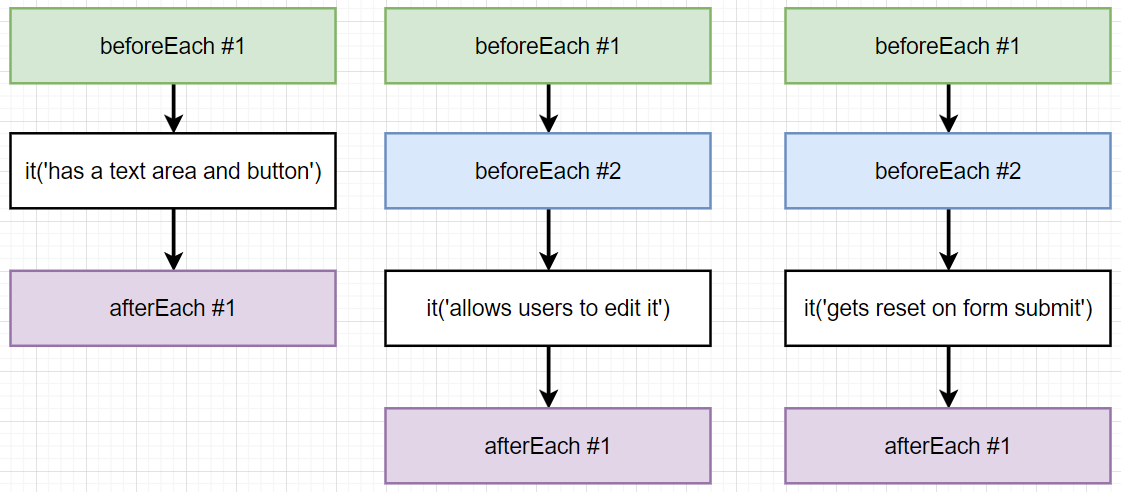 beforeEach #1
it('has a text area and button')
afterEach #1
beforeEach #1
beforeEach #2
it('allows users to edit it')
afterEach #1
beforeEach #1
beforeEach #2
it('gets reset on form submit')
afterEach #1